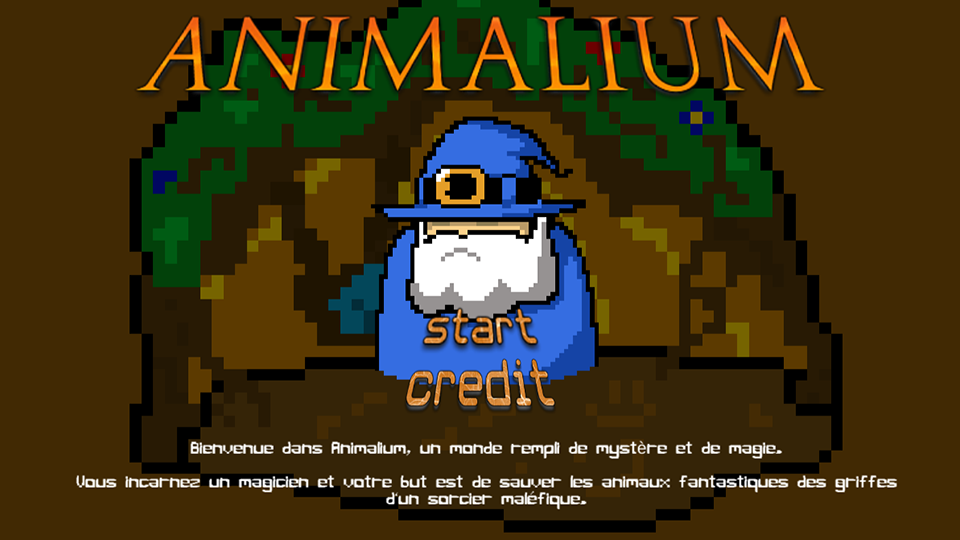 ANIMALIUM
start
credit
Bienvenue dans Animalium, un monde rempli de mystère et de magie.
Vous incarnez un magicien et votre but est de sauver les animaux fantastiques des griffes
d'un sorcier maléfique.